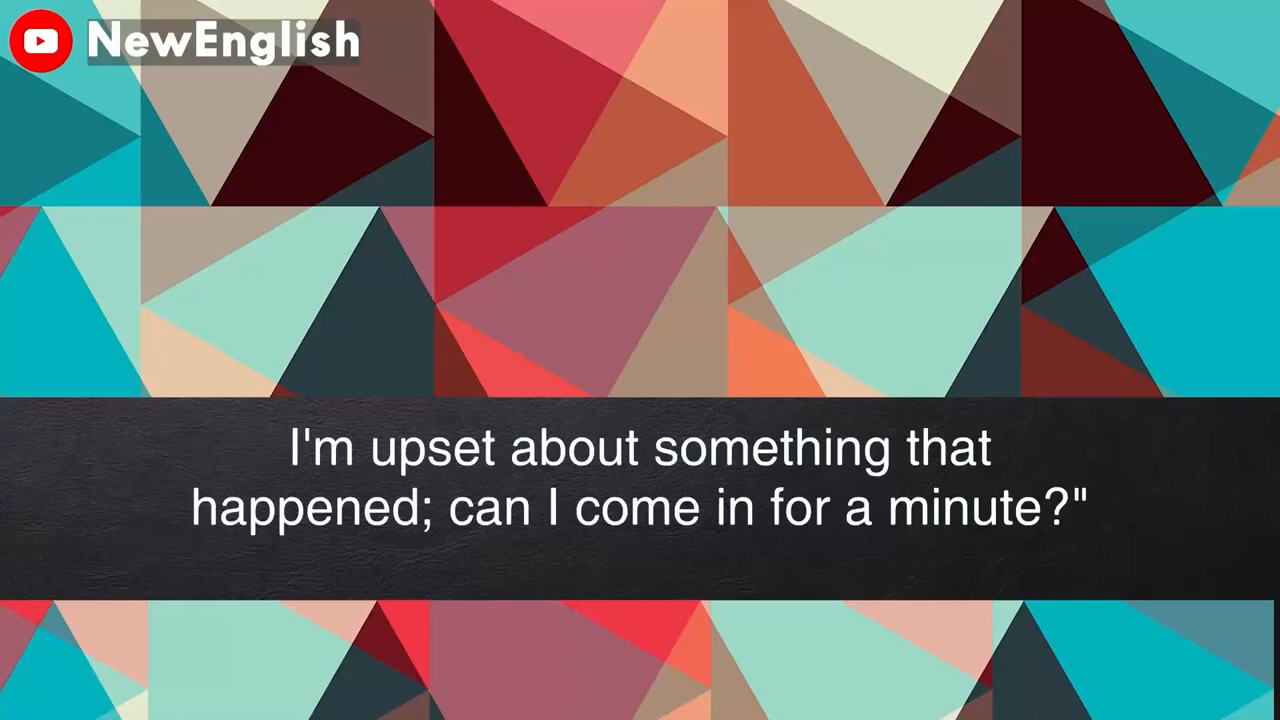 NewEnglish
I'm upset about something that
happened; can I come in for a minute?"